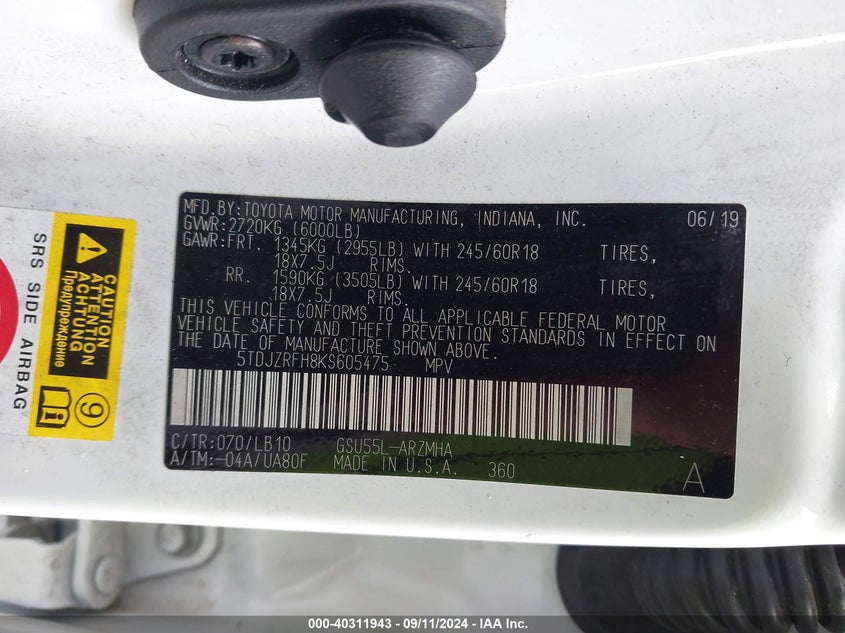 MFD.BY:TOYOTA MOTOR MANUFACTURING, INDIANA, INC. 06/19
GVWR:2720KG (6000LB)
GAWR:FRT. 1345KG (2955LB) WITH 245/60R18 TIRES,
18X7.5J RIMS.
RR. 1590KG (3505LB) WITH 245/60R18 TIRES,
18X7.5J RIMS.
THIS VEHICLE CONFORMS TO ALL APPLICABLE FEDERAL MOTOR
VEHICLE SAFETY AND THEFT PREVENTION STANDARDS IN EFFECT ON
THE DATE OF MANUFACTURE SHOWN ABOVE.
5TDJZRFH8KS605475 MPV
C/TR:070/LB10 GSU55L-ARZMHA
A/TM:-04A/UA80F MADE IN U.S.A. 360
A
SRS SIDE AIRBAG
CAUTION
ATTENTION
ACHTUNG
Предупреждение
i
9
000-40311943 - 09/11/2024 - IAA Inc.